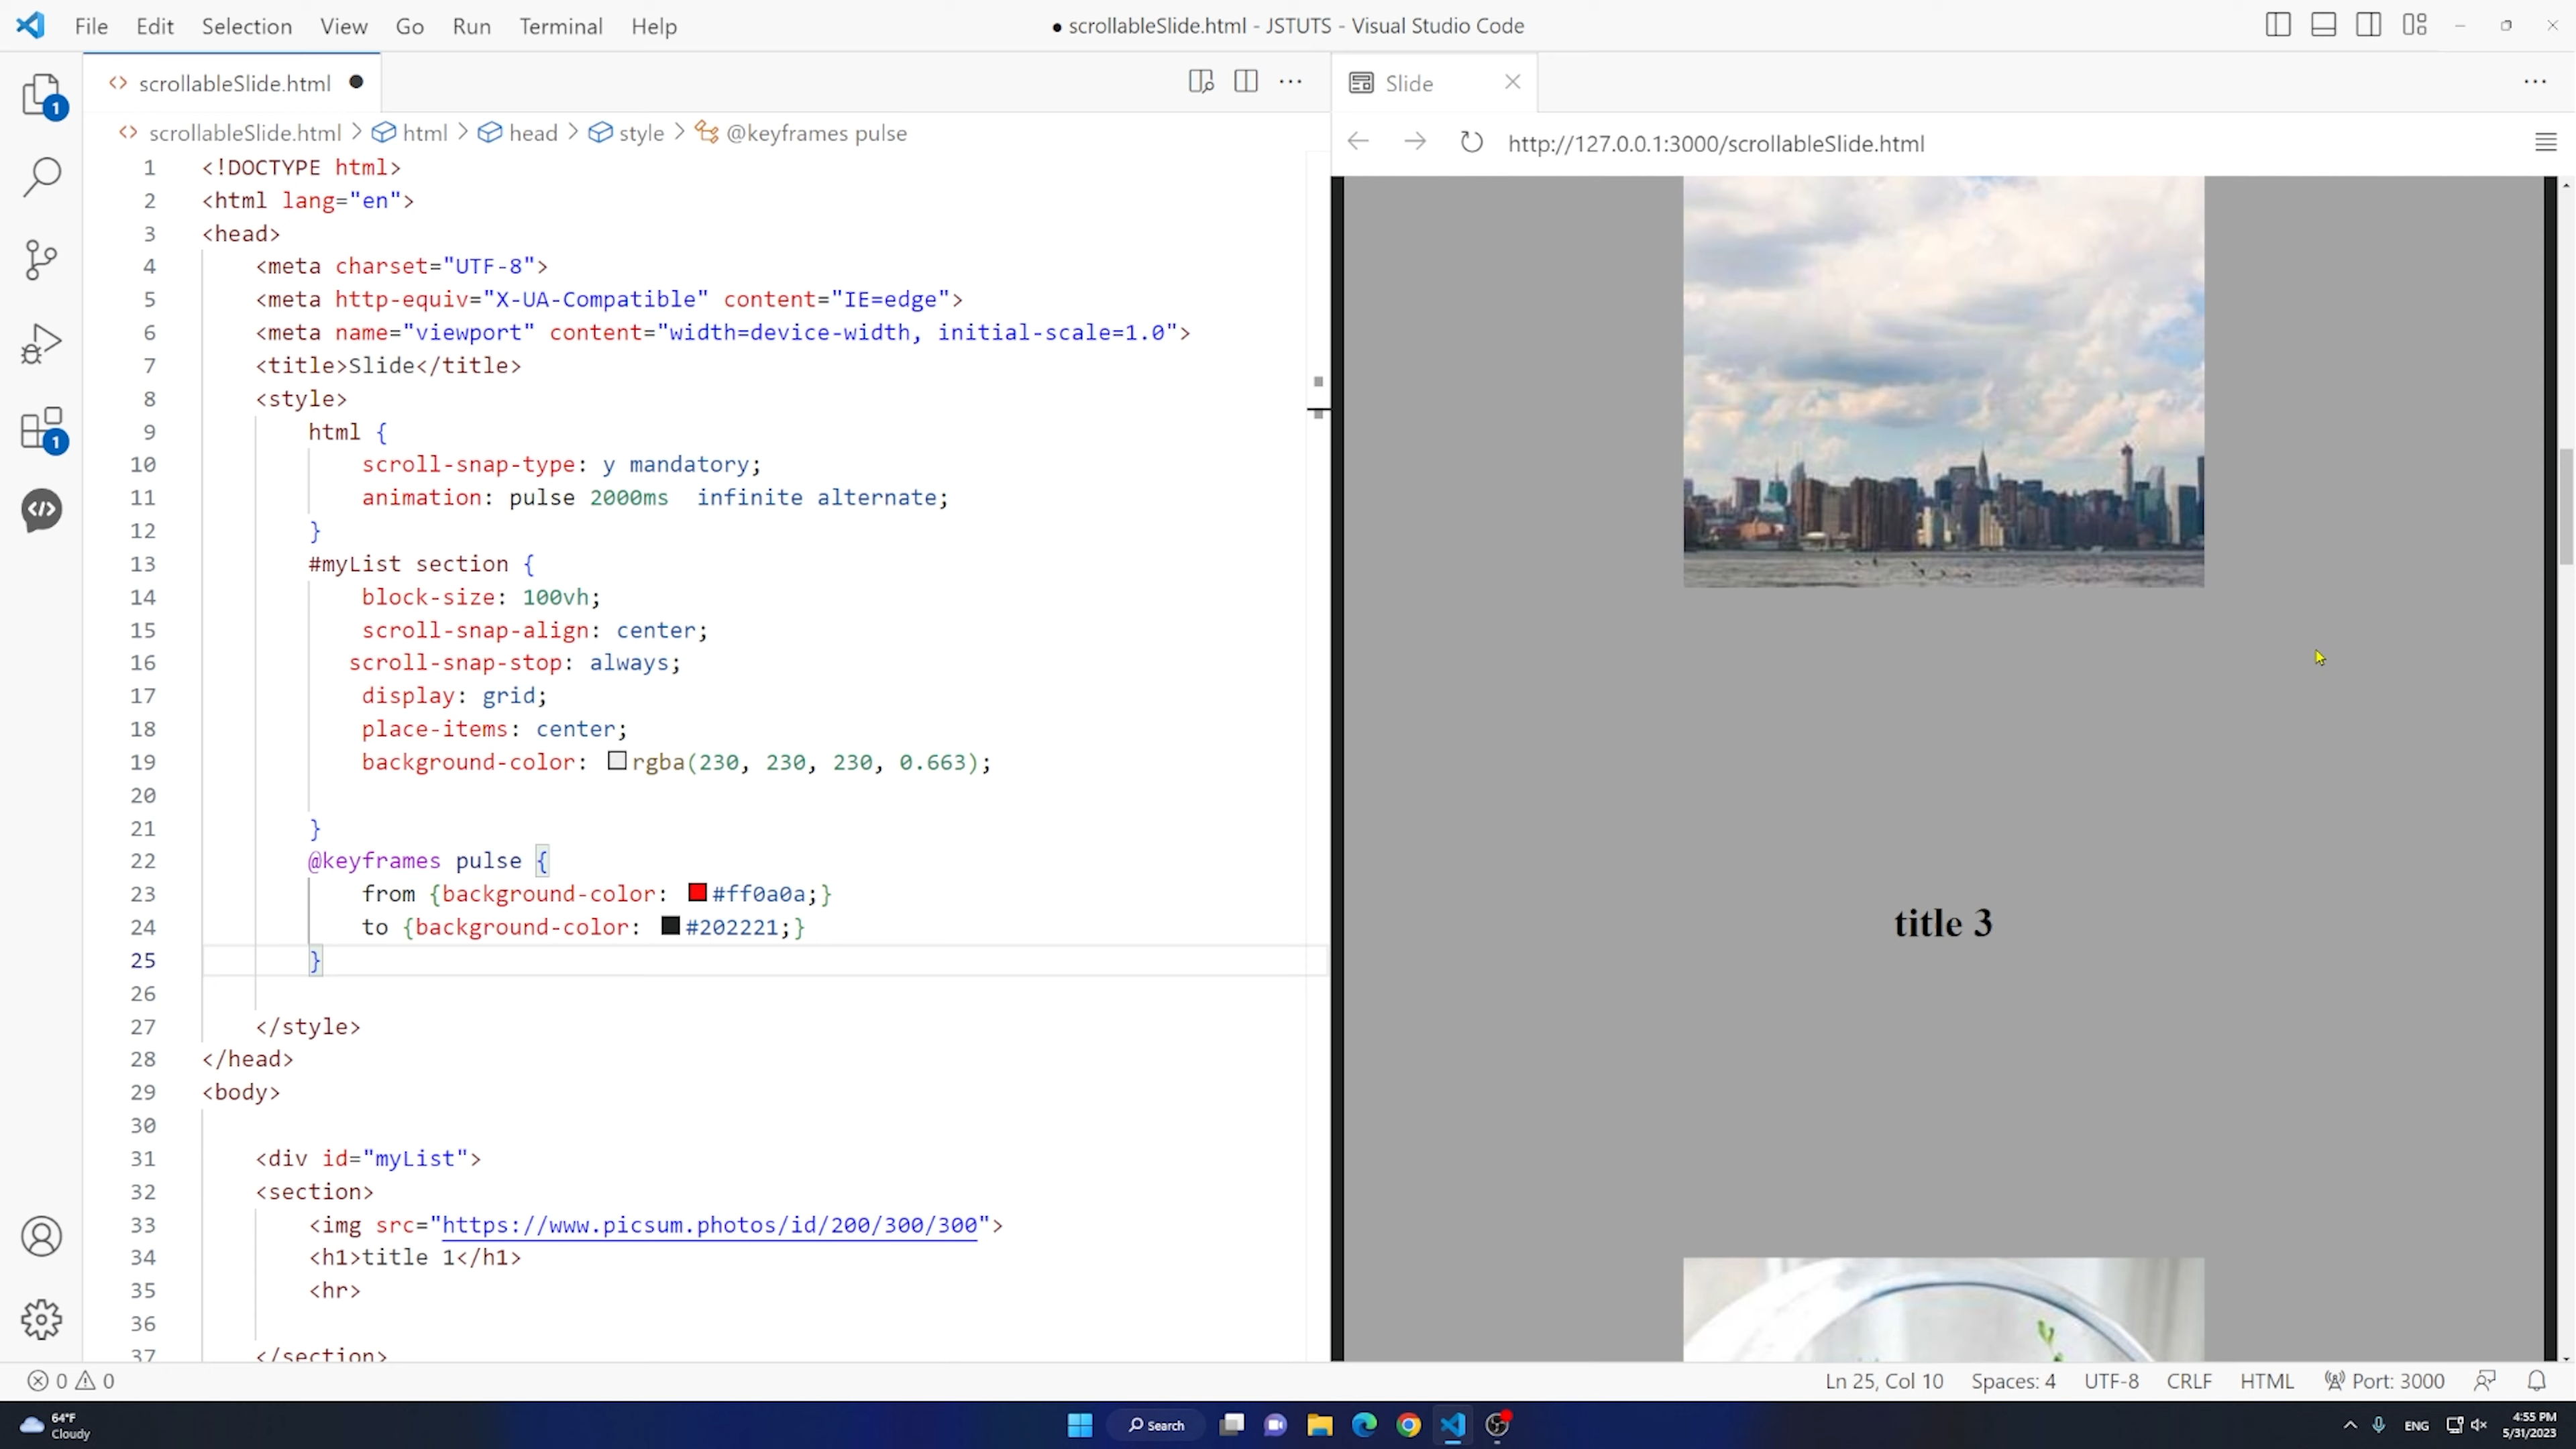 File Edit Selection View Go Run Terminal Help
● scrollableSlide.html - JSTUTS - Visual Studio Code
scrollableSlide.html
Slide
scrollableSlide.html > html > head > style > @keyframes pulse
http://127.0.0.1:3000/scrollableSlide.html
1 <!DOCTYPE html>
2 <html lang="en">
3 <head>
4 <meta charset="UTF-8">
5 <meta http-equiv="X-UA-Compatible" content="IE=edge">
6 <meta name="viewport" content="width=device-width, initial-scale=1.0">
7 <title>Slide</title>
8 <style>
9 html {
10 scroll-snap-type: y mandatory;
11 animation: pulse 2000ms  infinite alternate;
12 }
13 #myList section {
14 block-size: 100vh;
15 scroll-snap-align: center;
16 scroll-snap-stop: always;
17 display: grid;
18 place-items: center;
19 background-color: rgba(230, 230, 230, 0.663);
20
21 }
22 @keyframes pulse {
23 from {background-color: #ff0a0a;}
24 to {background-color: #202221;}
25 }
26
27 </style>
28 </head>
29 <body>
30
31 <div id="myList">
32 <section>
33 <img src="https://www.picsum.photos/id/200/300/300">
34 <h1>title 1</h1>
35 <hr>
36
37 </section>
title 3
1
1
0 0
Ln 25, Col 10 Spaces: 4 UTF-8 CRLF HTML Port: 3000
64°F
Cloudy
Search
ENG
4:55 PM
5/31/2023